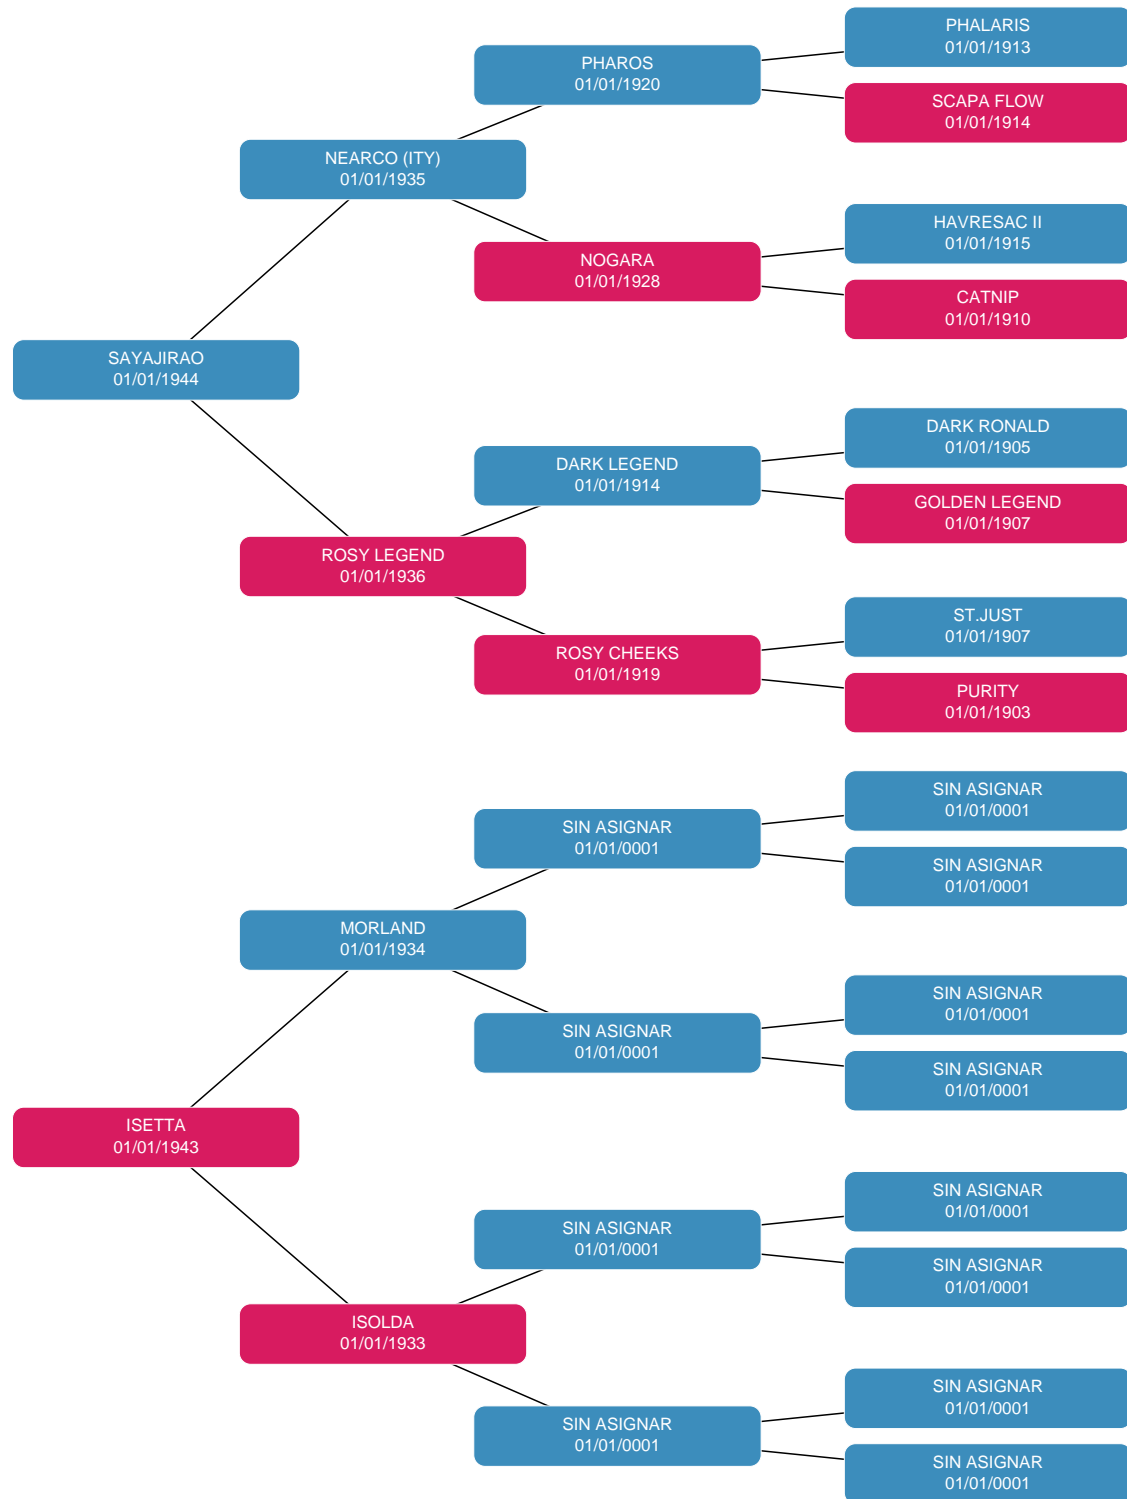 PHALARIS
01/01/1913
PHAROS
01/01/1920
SCAPA FLOW
01/01/1914
NEARCO (ITY)
01/01/1935
HAVRESAC II
01/01/1915
NOGARA
01/01/1928
CATNIP
01/01/1910
SAYAJIRAO
01/01/1944
DARK RONALD
01/01/1905
DARK LEGEND
01/01/1914
GOLDEN LEGEND
01/01/1907
ROSY LEGEND
01/01/1936
ST.JUST
01/01/1907
ROSY CHEEKS
01/01/1919
PURITY
01/01/1903
SIN ASIGNAR
01/01/0001
SIN ASIGNAR
01/01/0001
SIN ASIGNAR
01/01/0001
MORLAND
01/01/1934
SIN ASIGNAR
01/01/0001
SIN ASIGNAR
01/01/0001
SIN ASIGNAR
01/01/0001
ISETTA
01/01/1943
SIN ASIGNAR
01/01/0001
SIN ASIGNAR
01/01/0001
SIN ASIGNAR
01/01/0001
ISOLDA
01/01/1933
SIN ASIGNAR
01/01/0001
SIN ASIGNAR
01/01/0001
SIN ASIGNAR
01/01/0001